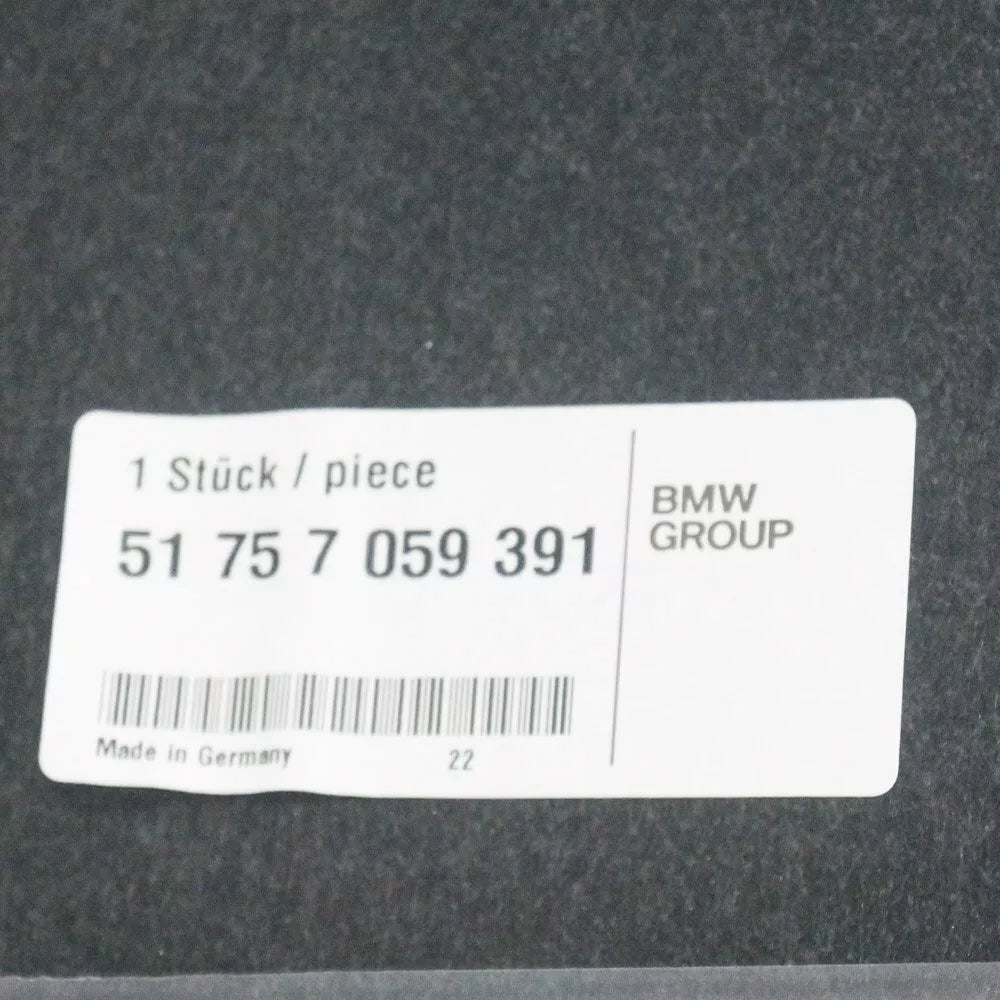 1 Stück / piece
51 75 7 059 391
Made in Germany
22
BMW
GROUP